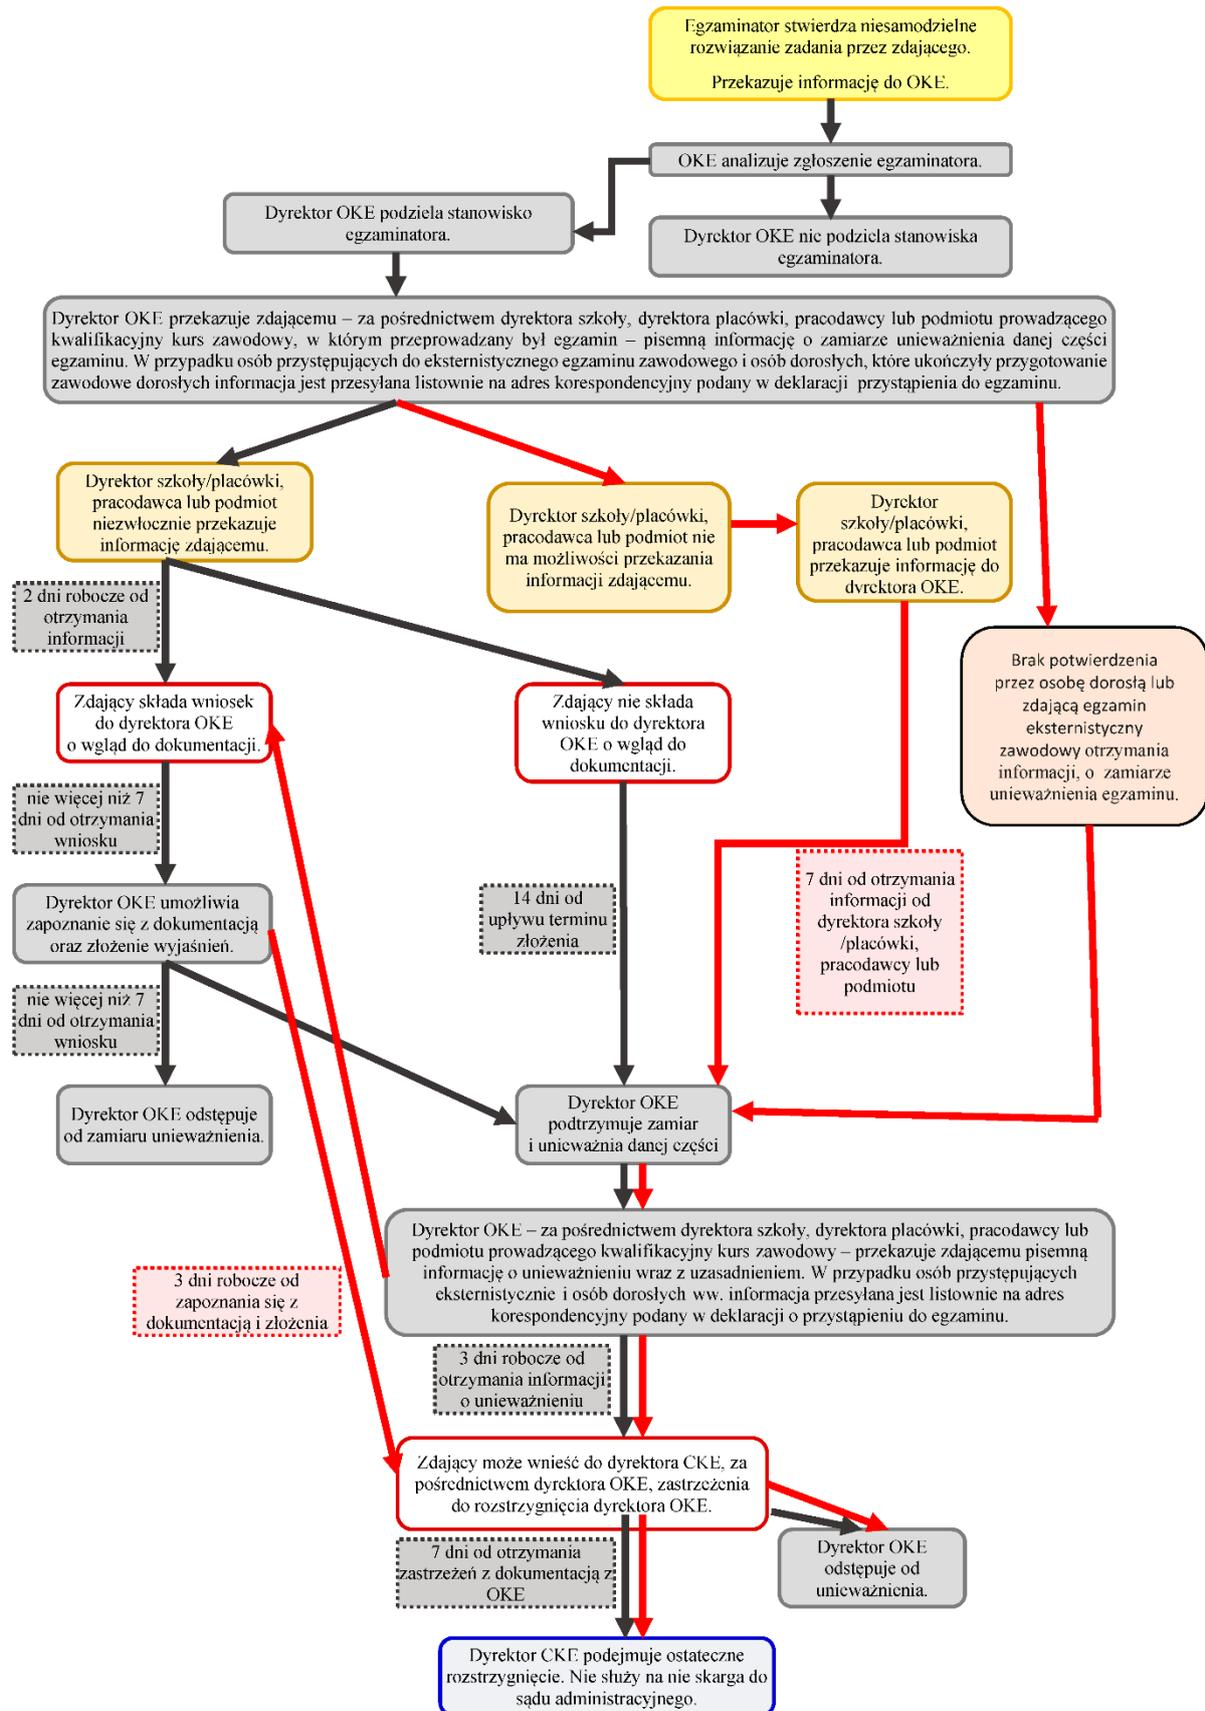 Egzaminator stwierdza niesamodzielne
rozwiązanie zadania przez zdającego.
Przekazuje informację do OKE.
OKE analizuje zgłoszenie egzaminatora.
Dyrektor OKE podziela stanowisko
egzaminatora.
Dyrektor OKE nie podziela stanowiska
egzaminatora.
Dyrektor OKE przekazuje zdającemu – za pośrednictwem dyrektora szkoły, dyrektora placówki, pracodawcy lub podmiotu prowadzącego
kwalifikacyjny kurs zawodowy, w którym przeprowadzany był egzamin – pisemną informację o zamiarze unieważnienia danej części
egzaminu. W przypadku osób przystępujących do eksternistycznego egzaminu zawodowego i osób dorosłych, które ukończyły przygotowanie
zawodowe dorosłych informacja jest przesyłana listownie na adres korespondencyjny podany w deklaracji przystąpienia do egzaminu.
Dyrektor szkoły/placówki,
pracodawca lub podmiot
niezwłocznie przekazuje
informację zdającemu.
Dyrektor szkoły/placówki,
pracodawca lub podmiot nie
ma możliwości przekazania
informacji zdającemu.
Dyrektor
szkoły/placówki,
pracodawca lub podmiot
przekazuje informację do
dyrektora OKE.
2 dni robocze od
otrzymania
informacji
Brak potwierdzenia
przez osobę dorosłą lub
zdającą egzamin
eksternistyczny
zawodowy otrzymania
informacji, o zamiarze
unieważnienia egzaminu.
Zdający składa wniosek
do dyrektora OKE
o wgląd do dokumentacji.
Zdający nie składa
wniosku do dyrektora
OKE o wgląd do
dokumentacji.
nie więcej niż 7
dni od otrzymania
wniosku
Dyrektor OKE umożliwia
zapoznanie się z dokumentacją
oraz złożenie wyjaśnień.
14 dni od
upływu terminu
złożenia
7 dni od otrzymania
informacji od
dyrektora szkoły
/placówki,
pracodawcy lub
podmiotu
nie więcej niż 7
dni od otrzymania
wniosku
Dyrektor OKE odstępuje
od zamiaru unieważnienia.
Dyrektor OKE
podtrzymuje zamiar
i unieważnia danej części
Dyrektor OKE – za pośrednictwem dyrektora szkoły, dyrektora placówki, pracodawcy lub
podmiotu prowadzącego kwalifikacyjny kurs zawodowy – przekazuje zdającemu pisemną
informację o unieważnieniu wraz z uzasadnieniem. W przypadku osób przystępujących
eksternistycznie i osób dorosłych ww. informacja przesyłana jest listownie na adres
korespondencyjny podany w deklaracji o przystąpieniu do egzaminu.
3 dni robocze od
zapoznania się z
dokumentacją i złożenia
3 dni robocze od
otrzymania informacji
o unieważnieniu
Zdający może wnieść do dyrektora CKE, za
pośrednictwem dyrektora OKE, zastrzeżenia
do rozstrzygnięcia dyrektora OKE.
7 dni od otrzymania
zastrzeżeń z dokumentacją z
OKE
Dyrektor OKE
odstępuje od
unieważnienia.
Dyrektor CKE podejmuje ostateczne
rozstrzygnięcie. Nie służy na nie skarga do
sądu administracyjnego.